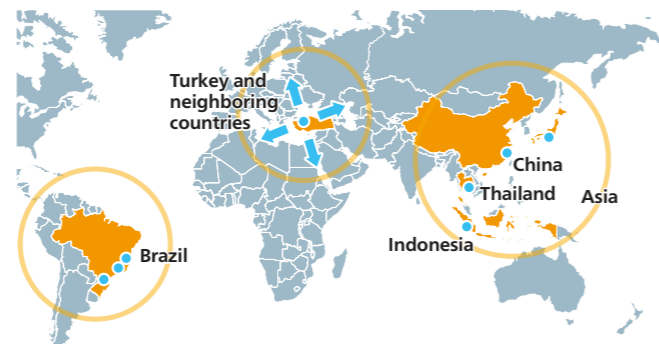 Turkey and
neighboring
countries
China
Thailand
Asia
Indonesia
Brazil